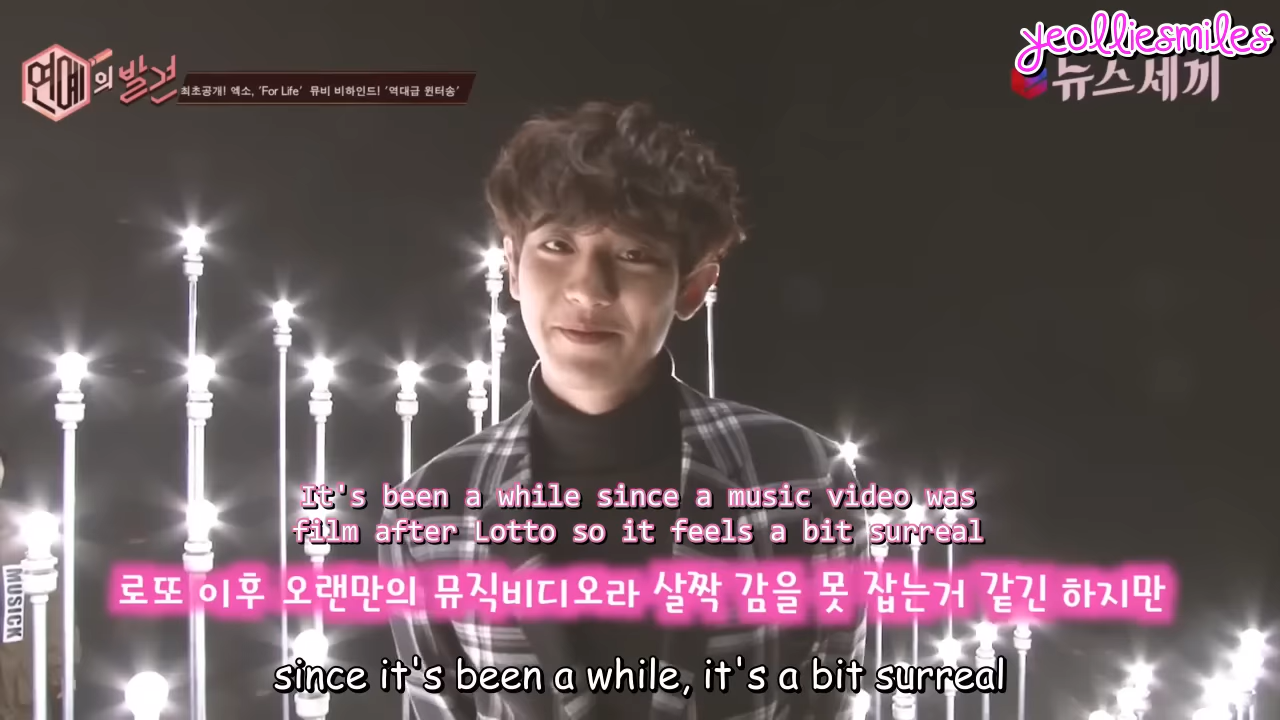 yeolliesmiles
연예의 발견
최초공개! 엑소, 'For Life' 뮤비 비하인드! '역대급 윈터송'
뉴스세끼
It's been a while since a music video was
film after Lotto so it feels a bit surreal
MUSICK
로또 이후 오랜만의 뮤직비디오라 살짝 감을 못 잡는거 같긴 하지만
since it's been a while, it's a bit surreal